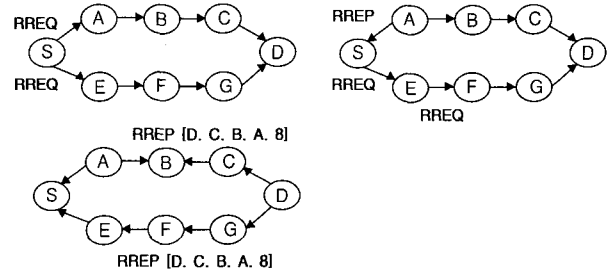 RREQ
A B C
S D
RREQ
E F G
RREP
A B C
S D
RREQ
E F G
RREQ
RREP [D. C. B. A. 8]
A B C
S D
E F G
RREP [D. C. B. A. 8]